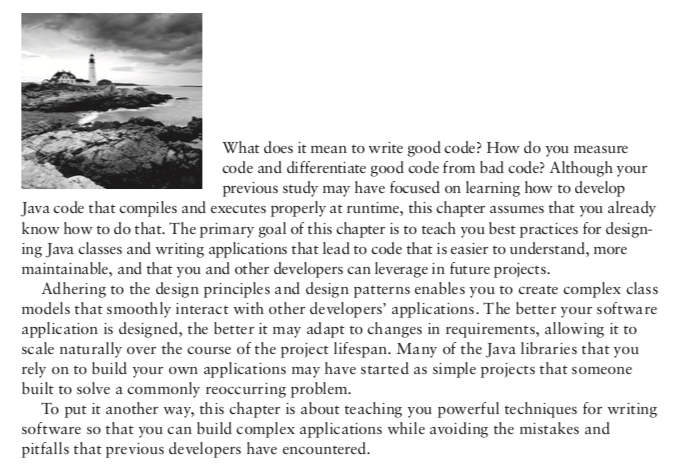 What does it mean to write good code? How do you measure
code and differentiate good code from bad code? Although your
previous study may have focused on learning how to develop
Java code that compiles and executes properly at runtime, this chapter assumes that you already
know how to do that. The primary goal of this chapter is to teach you best practices for design-
ing Java classes and writing applications that lead to code that is easier to understand, more
maintainable, and that you and other developers can leverage in future projects.
Adhering to the design principles and design patterns enables you to create complex class
models that smoothly interact with other developers’ applications. The better your software
application is designed, the better it may adapt to changes in requirements, allowing it to
scale naturally over the course of the project lifespan. Many of the Java libraries that you
rely on to build your own applications may have started as simple projects that someone
built to solve a commonly reoccurring problem.
To put it another way, this chapter is about teaching you powerful techniques for writing
software so that you can build complex applications while avoiding the mistakes and
pitfalls that previous developers have encountered.